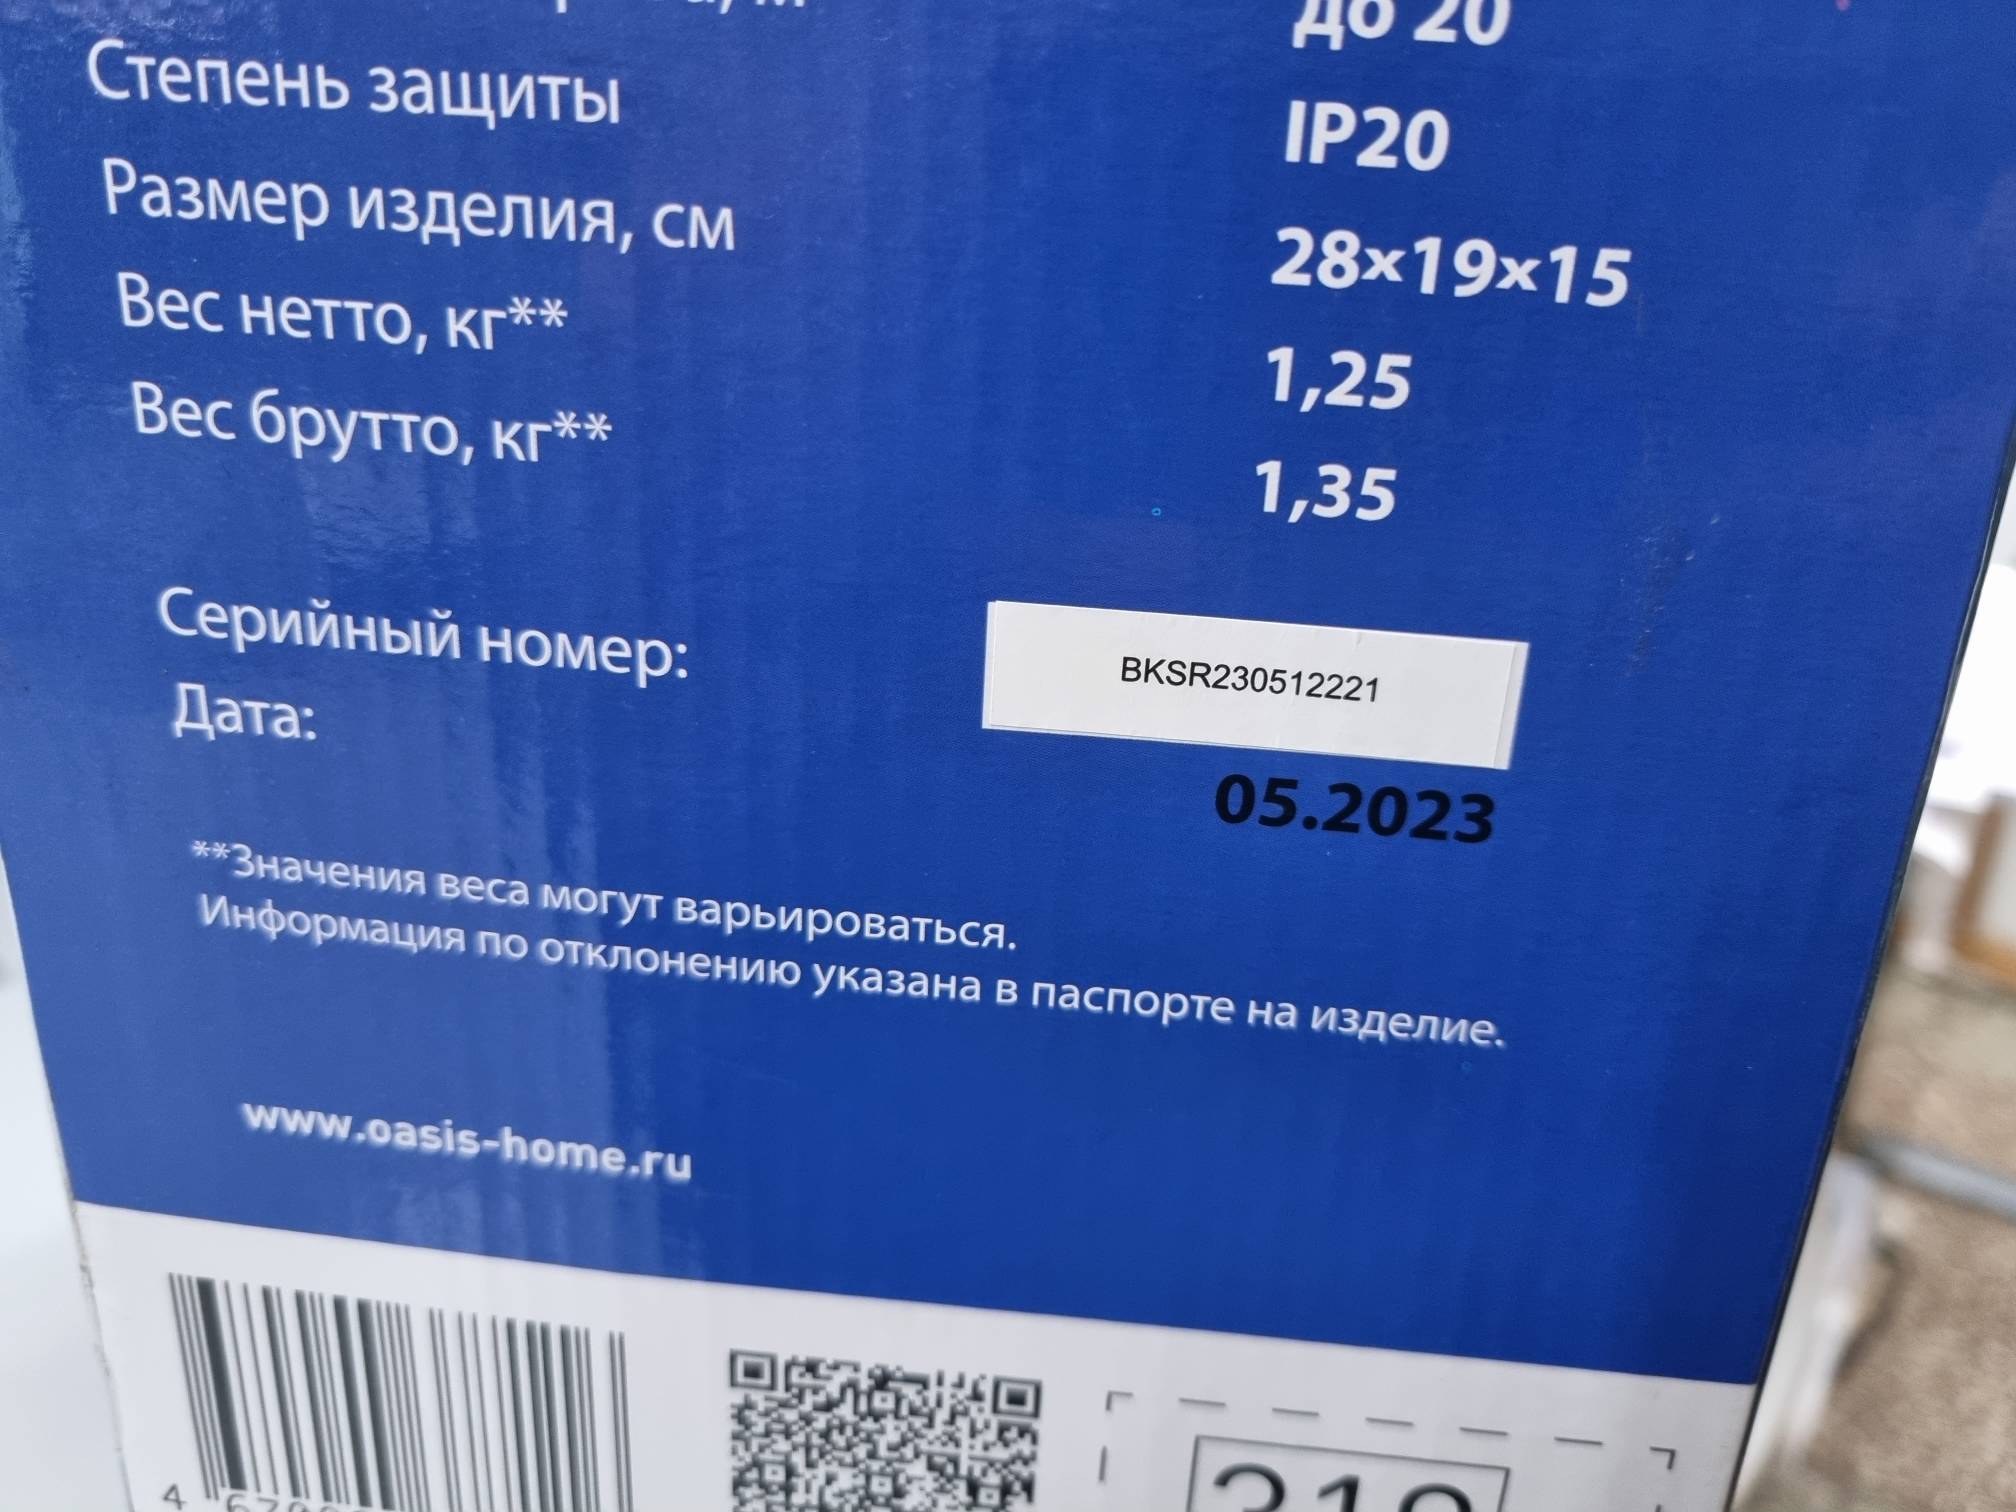 до 20
Степень защиты IP20
Размер изделия, см 28×19×15
Вес нетто, кг** 1,25
Вес брутто, кг** 1,35
Серийный номер: BKSR230512221
Дата: 05.2023
**Значения веса могут варьироваться.
Информация по отклонению указана в паспорте на изделие.
www.oasis-home.ru